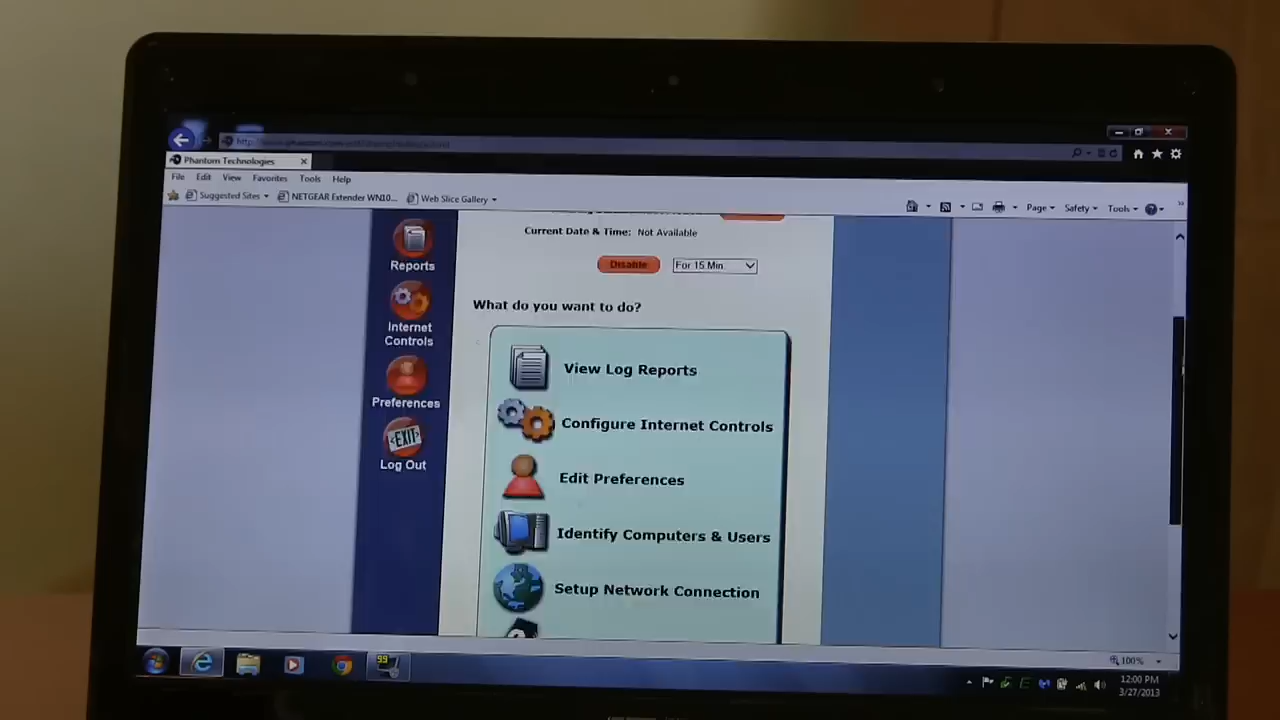 Phantom Technologies
File Edit View Favorites Tools Help
Suggested Sites NETGEAR Extender WN10... Web Slice Gallery
Page Safety Tools
Current Date & Time: Not Available
Disable For 15 Min.
What do you want to do?
Reports
Internet Controls
Preferences
<EXIT>
Log Out
View Log Reports
Configure Internet Controls
Edit Preferences
Identify Computers & Users
Setup Network Connection
100%
99
12:00 PM
3/27/2013